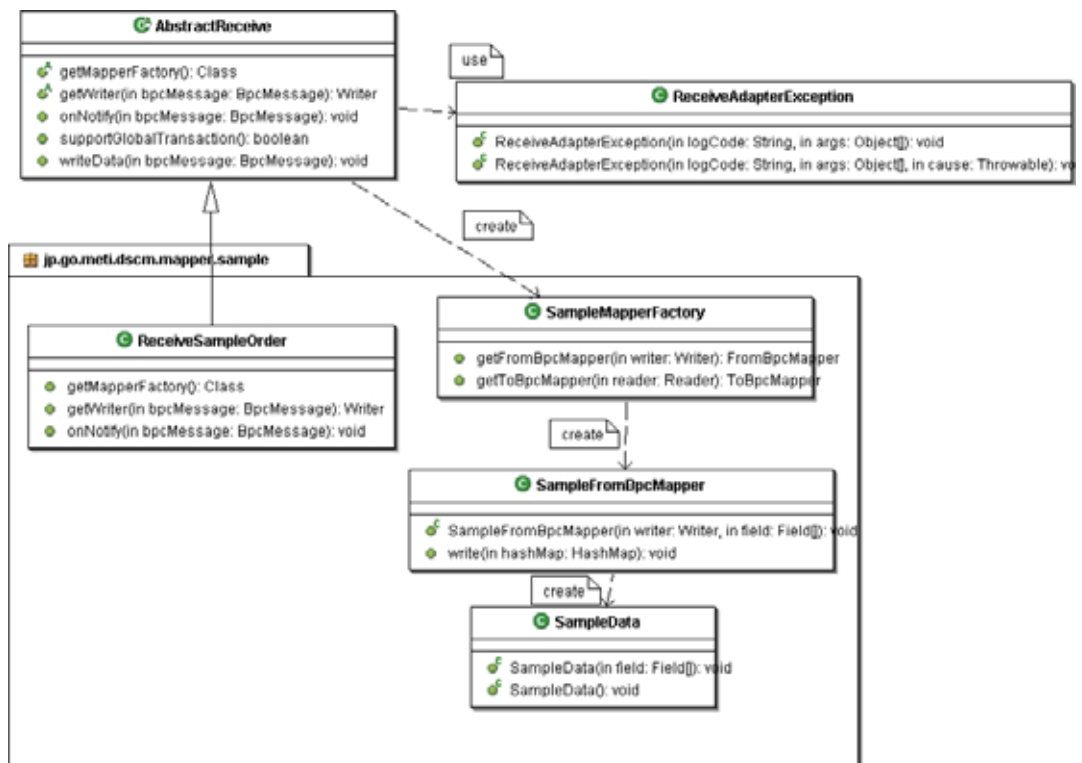 AbstractReceive
getMapperFactory(): Class
getWriter(in bpcMessage: BpcMessage): Writer
onNotify(in bpcMessage: BpcMessage): void
supportGlobalTransaction(): boolean
writeData(in bpcMessage: BpcMessage): void
use
ReceiveAdapterException
ReceiveAdapterException(in logCode: String, in args: Object[]): void
ReceiveAdapterException(in logCode: String, in args: Object[], in cause: Throwable): vo
create
jp.go.meti.dscm.mapper.sample
ReceiveSampleOrder
getMapperFactory(): Class
getWriter(in bpcMessage: BpcMessage): Writer
onNotify(in bpcMessage: BpcMessage): void
SampleMapperFactory
getFromBpcMapper(in writer: Writer): FromBpcMapper
getToBpcMapper(in reader: Reader): ToBpcMapper
create
SampleFromBpcMapper
SampleFromBpcMapper(in writer: Writer, in field: Field[]): void
write(in hashMap: HashMap): void
create
SampleData
SampleData(in field: Field[]): void
SampleData(): void